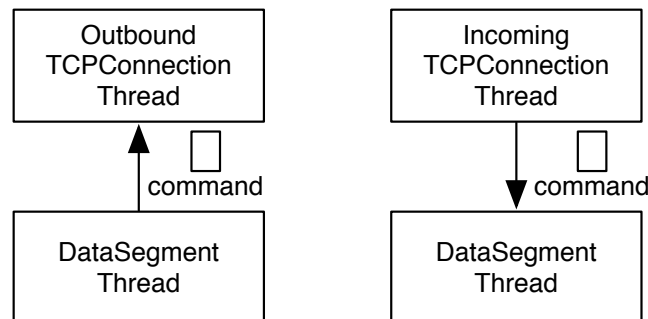 Outbound
TCPConnection
Thread
command
DataSegment
Thread
Incoming
TCPConnection
Thread
command
DataSegment
Thread